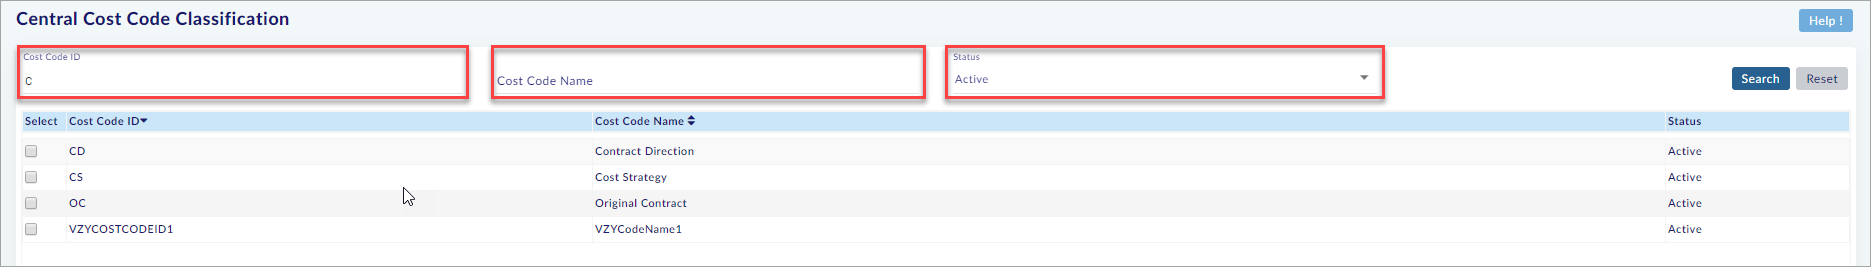 Central Cost Code Classification
Help !
Cost Code ID
C
Cost Code Name
Status
Active
Search Reset
Select Cost Code ID Cost Code Name Status
CD Contract Direction Active
CS Cost Strategy Active
OC Original Contract Active
VZYCOSTCODEID1 VZYCodeName1 Active